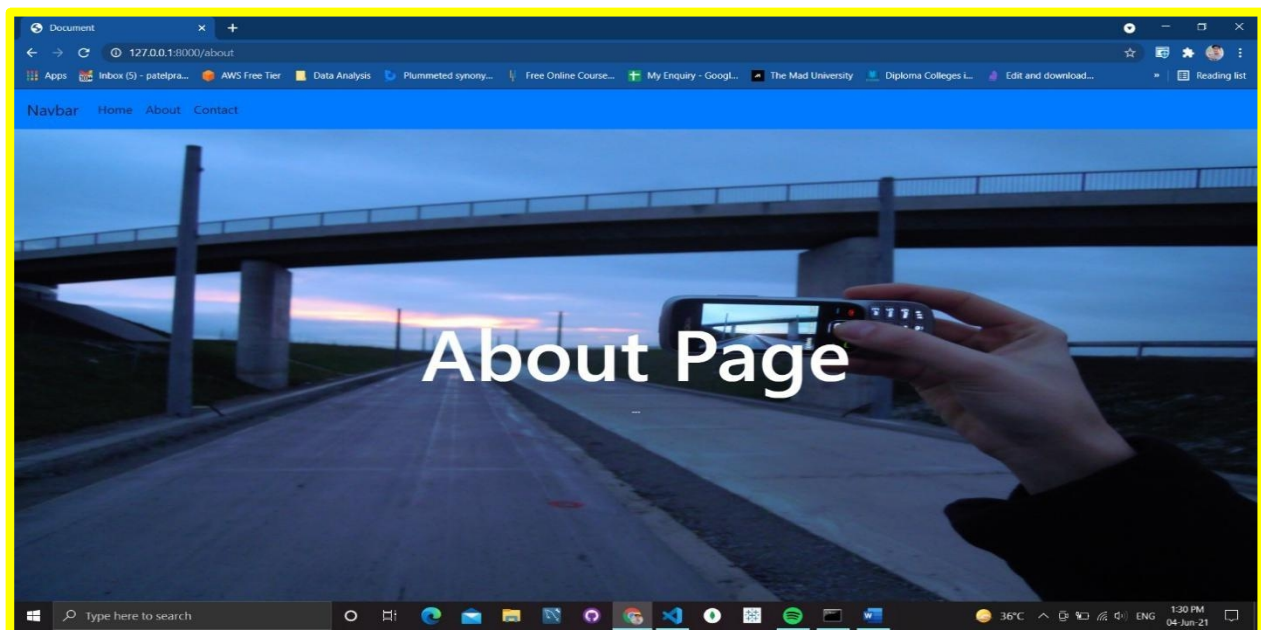 Document
127.0.0.1:8000/about
Apps Inbox (5) - patelpra... AWS Free Tier Data Analysis Plummeted synony... Free Online Course... My Enquiry - Googl... The Mad University Diploma Colleges i... Edit and download... » Reading list
Navbar Home About Contact
About Page
Type here to search 36°C ENG 1:30 PM
04-Jun-21